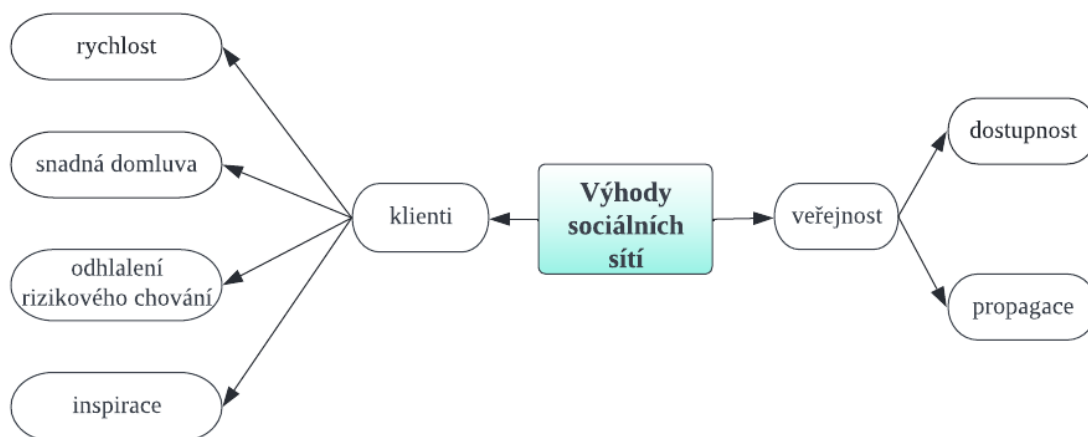 rychlost
snadná domluva
odhlalení
rizikového chování
inspirace
klienti
Výhody
sociálních
sítí
veřejnost
dostupnost
propagace